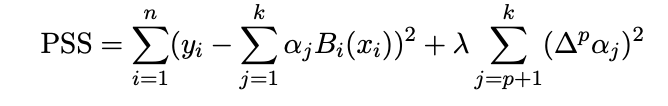 PSS = \sum_{i=1}^{n} (y_i - \sum_{j=1}^{k} \alpha_j B_i(x_i))^2 + \lambda \sum_{j=p+1}^{k} (\Delta^p \alpha_j)^2